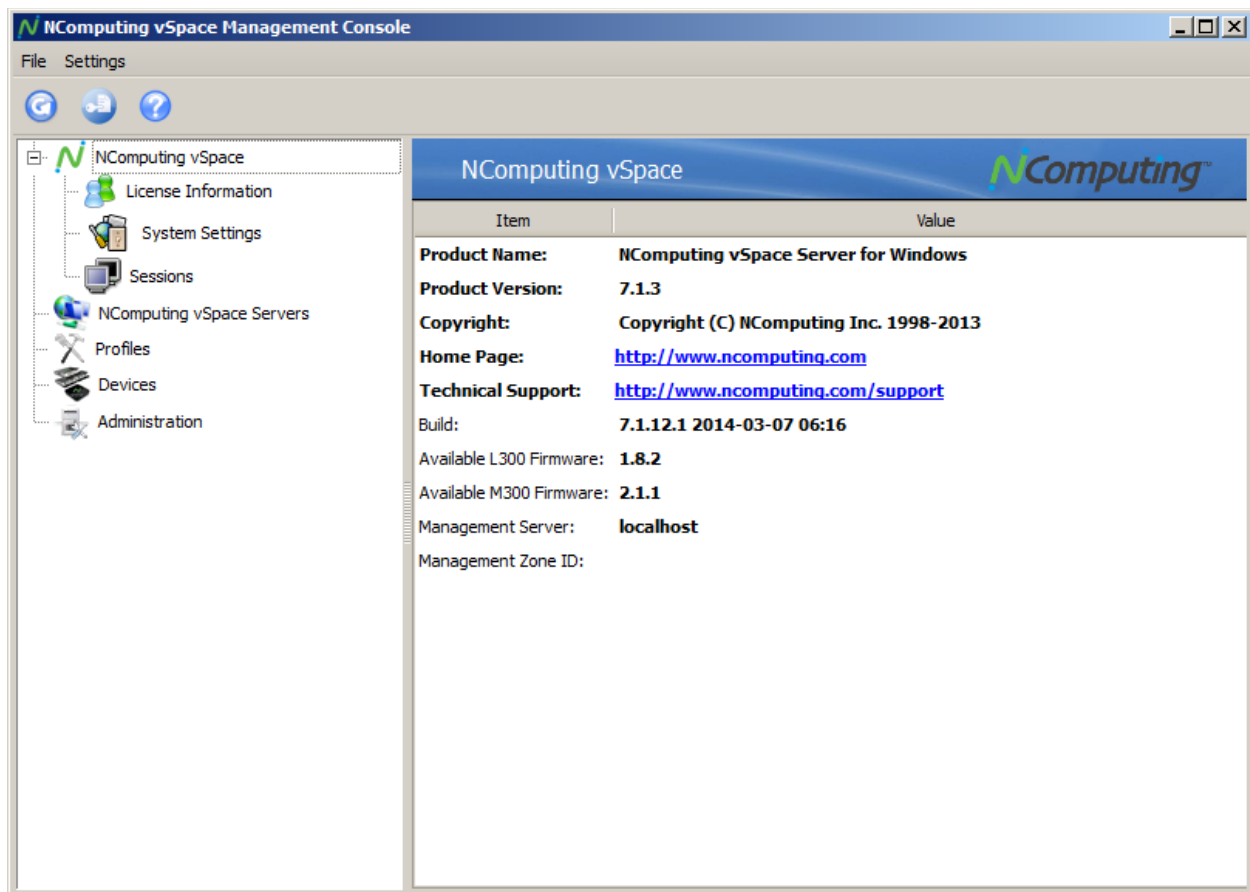 NComputing vSpace Management Console
File Settings
NComputing vSpace
License Information
System Settings
Sessions
NComputing vSpace Servers
Profiles
Devices
Administration
NComputing vSpace NComputing™
Item Value
Product Name: NComputing vSpace Server for Windows
Product Version: 7.1.3
Copyright: Copyright (C) NComputing Inc. 1998-2013
Home Page: http://www.ncomputing.com
Technical Support: http://www.ncomputing.com/support
Build: 7.1.12.1 2014-03-07 06:16
Available L300 Firmware: 1.8.2
Available M300 Firmware: 2.1.1
Management Server: localhost
Management Zone ID: